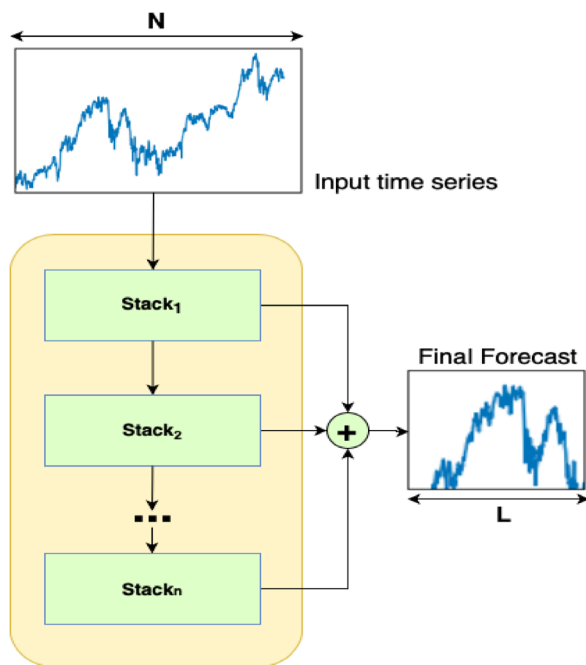 N
Input time series
Stack₁
Final Forecast
Stack₂
+
...
Stackₙ
L